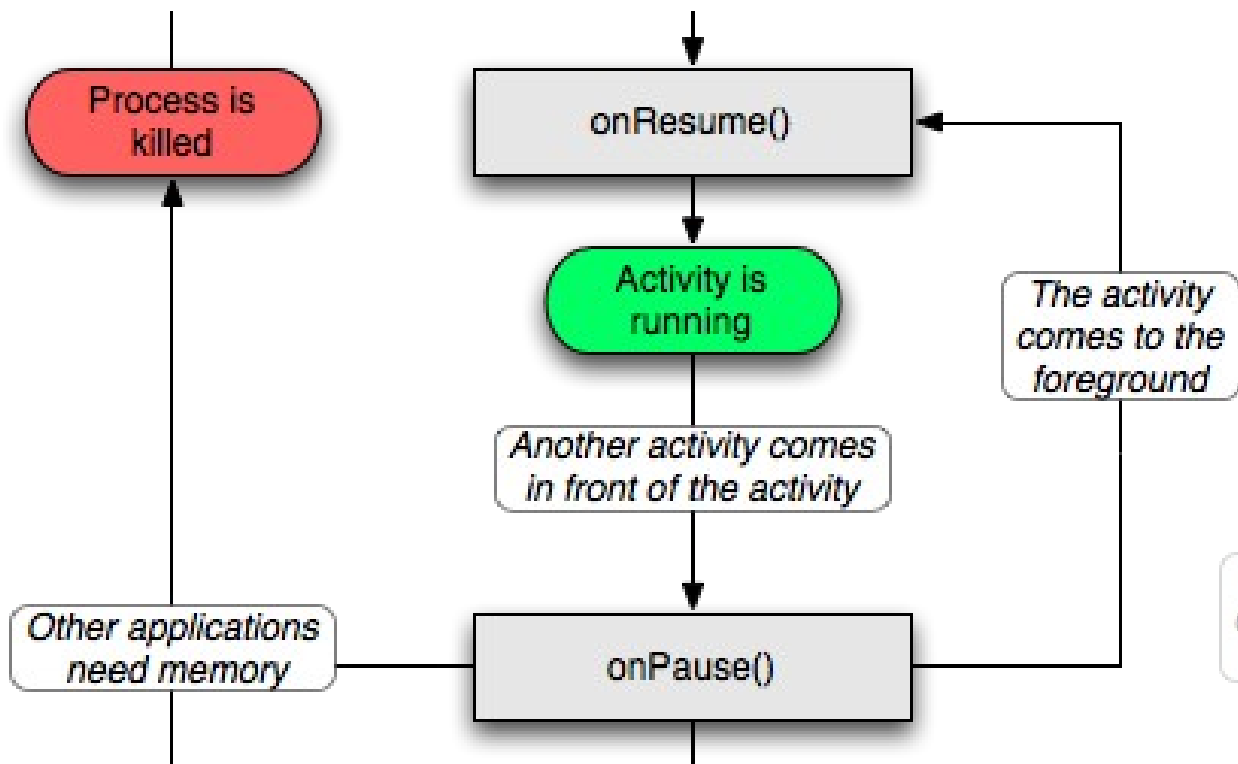 Process is
killed
onResume()
Activity is
running
The activity
comes to the
foreground
Another activity comes
in front of the activity
Other applications
need memory
onPause()